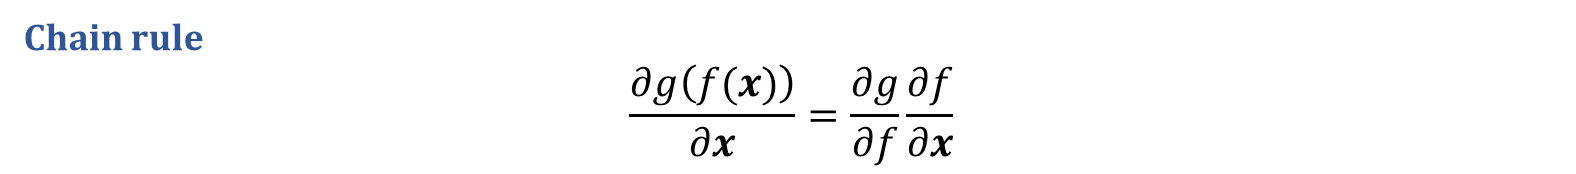 Chain rule
∂g(f(𝒙))/∂𝒙 = ∂g/∂f ∂f/∂𝒙